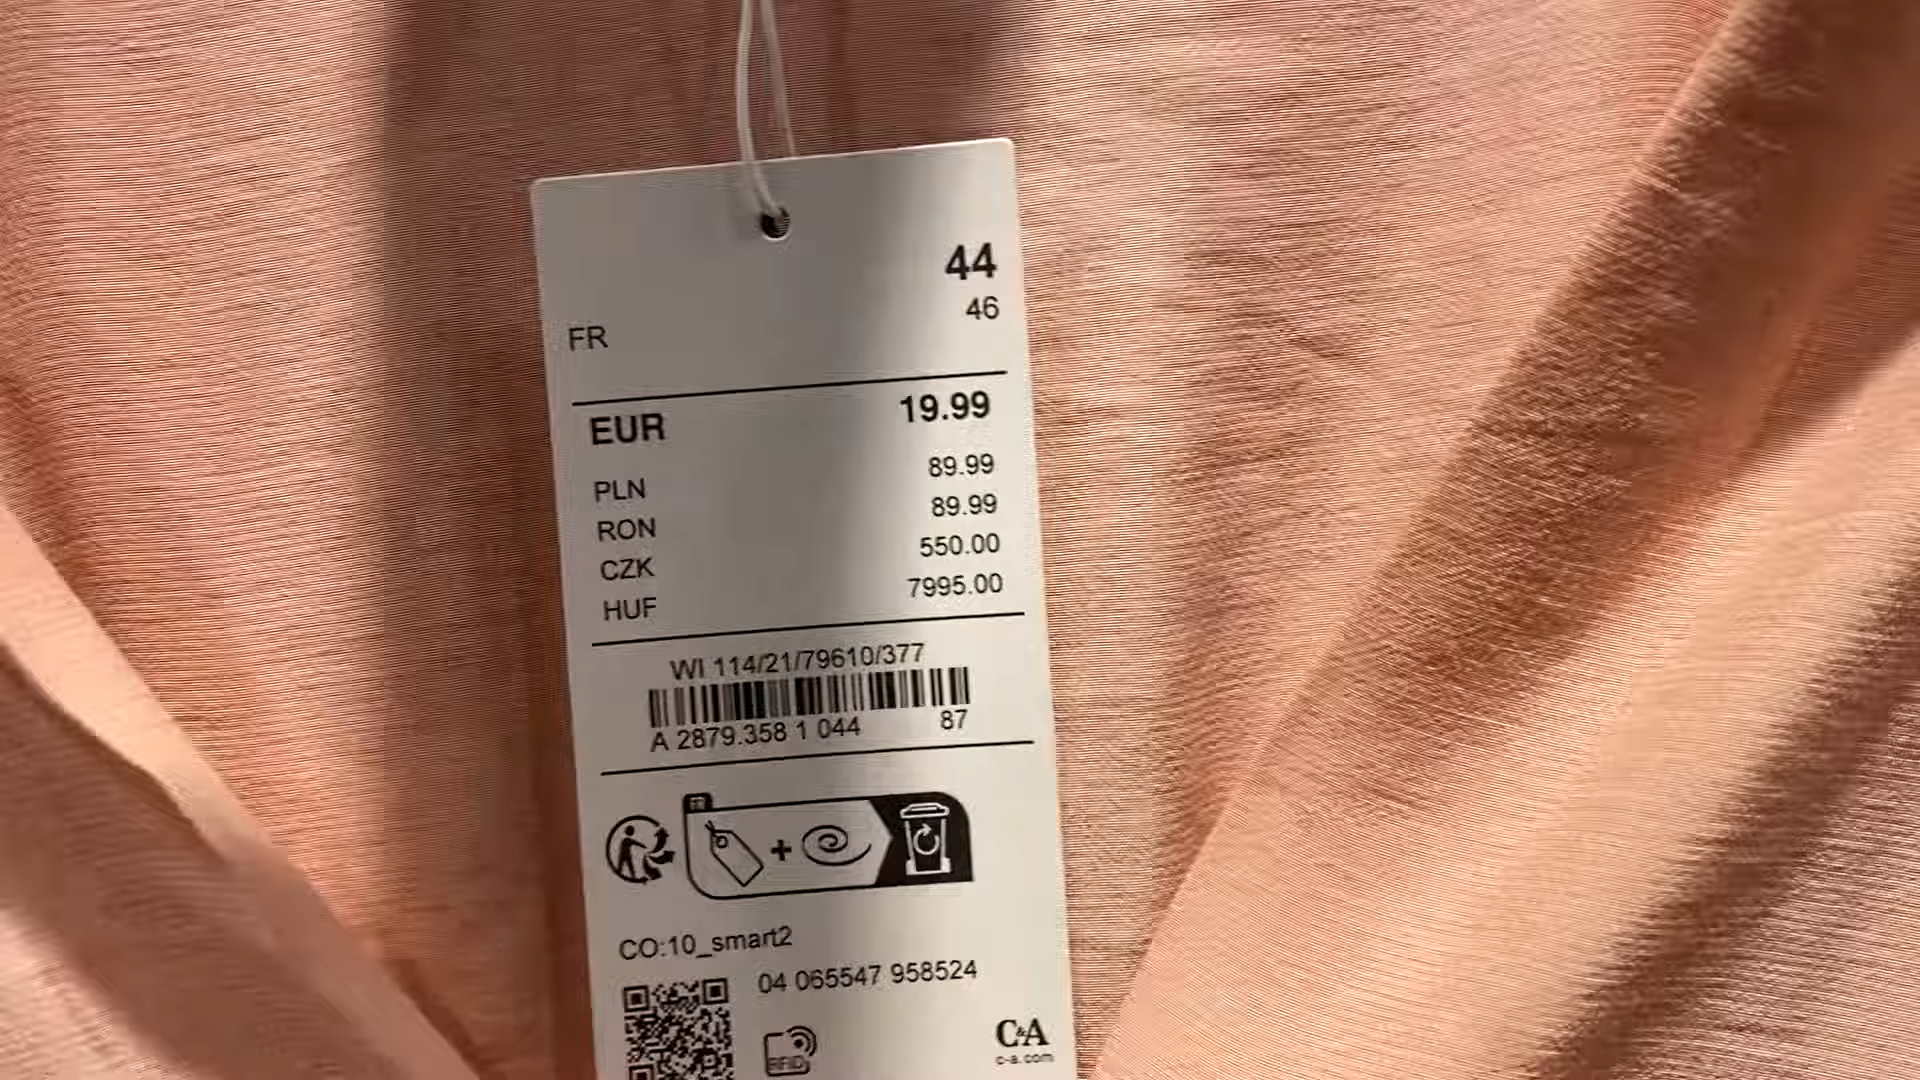 44
FR 46
EUR 19.99
PLN 89.99
RON 89.99
CZK 550.00
HUF 7995.00
WI 114/21/79610/377
A 2879.358 1 044 87
CO:10_smart2
04 065547 958524
RFID
C&A
c-a.com